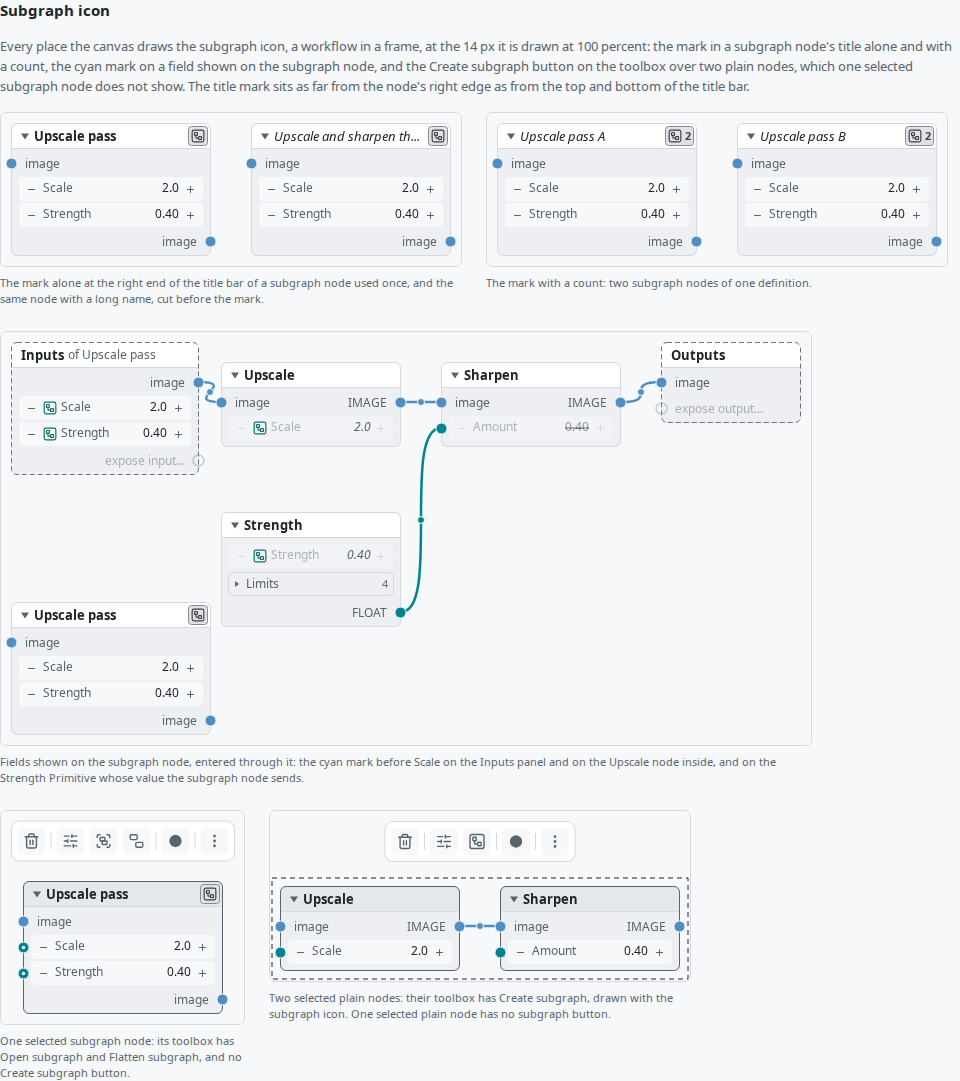 Subgraph icon
Every place the canvas draws the subgraph icon, a workflow in a frame, at the 14 px it is drawn at 100 percent: the mark in a subgraph node's title alone and with
a count, the cyan mark on a field shown on the subgraph node, and the Create subgraph button on the toolbox over two plain nodes, which one selected
subgraph node does not show. The title mark sits as far from the node's right edge as from the top and bottom of the title bar.
Upscale pass
image
− Scale 2.0 +
− Strength 0.40 +
image
Upscale and sharpen th...
image
− Scale 2.0 +
− Strength 0.40 +
image
The mark alone at the right end of the title bar of a subgraph node used once, and the
same node with a long name, cut before the mark.
Upscale pass A 2
image
− Scale 2.0 +
− Strength 0.40 +
image
Upscale pass B 2
image
− Scale 2.0 +
− Strength 0.40 +
image
The mark with a count: two subgraph nodes of one definition.
Inputs of Upscale pass
image
− Scale 2.0 +
− Strength 0.40 +
expose input...
Upscale
image IMAGE
− Scale 2.0 +
Sharpen
image IMAGE
− Amount 0.40 +
Outputs
image
expose output...
Strength
− Strength 0.40 +
Limits 4
FLOAT
Upscale pass
image
− Scale 2.0 +
− Strength 0.40 +
image
Fields shown on the subgraph node, entered through it: the cyan mark before Scale on the Inputs panel and on the Upscale node inside, and on the
Strength Primitive whose value the subgraph node sends.
Upscale pass
image
− Scale 2.0 +
− Strength 0.40 +
image
One selected subgraph node: its toolbox has
Open subgraph and Flatten subgraph, and no
Create subgraph button.
Upscale
image IMAGE
− Scale 2.0 +
Sharpen
image IMAGE
− Amount 0.40 +
Two selected plain nodes: their toolbox has Create subgraph, drawn with the
subgraph icon. One selected plain node has no subgraph button.